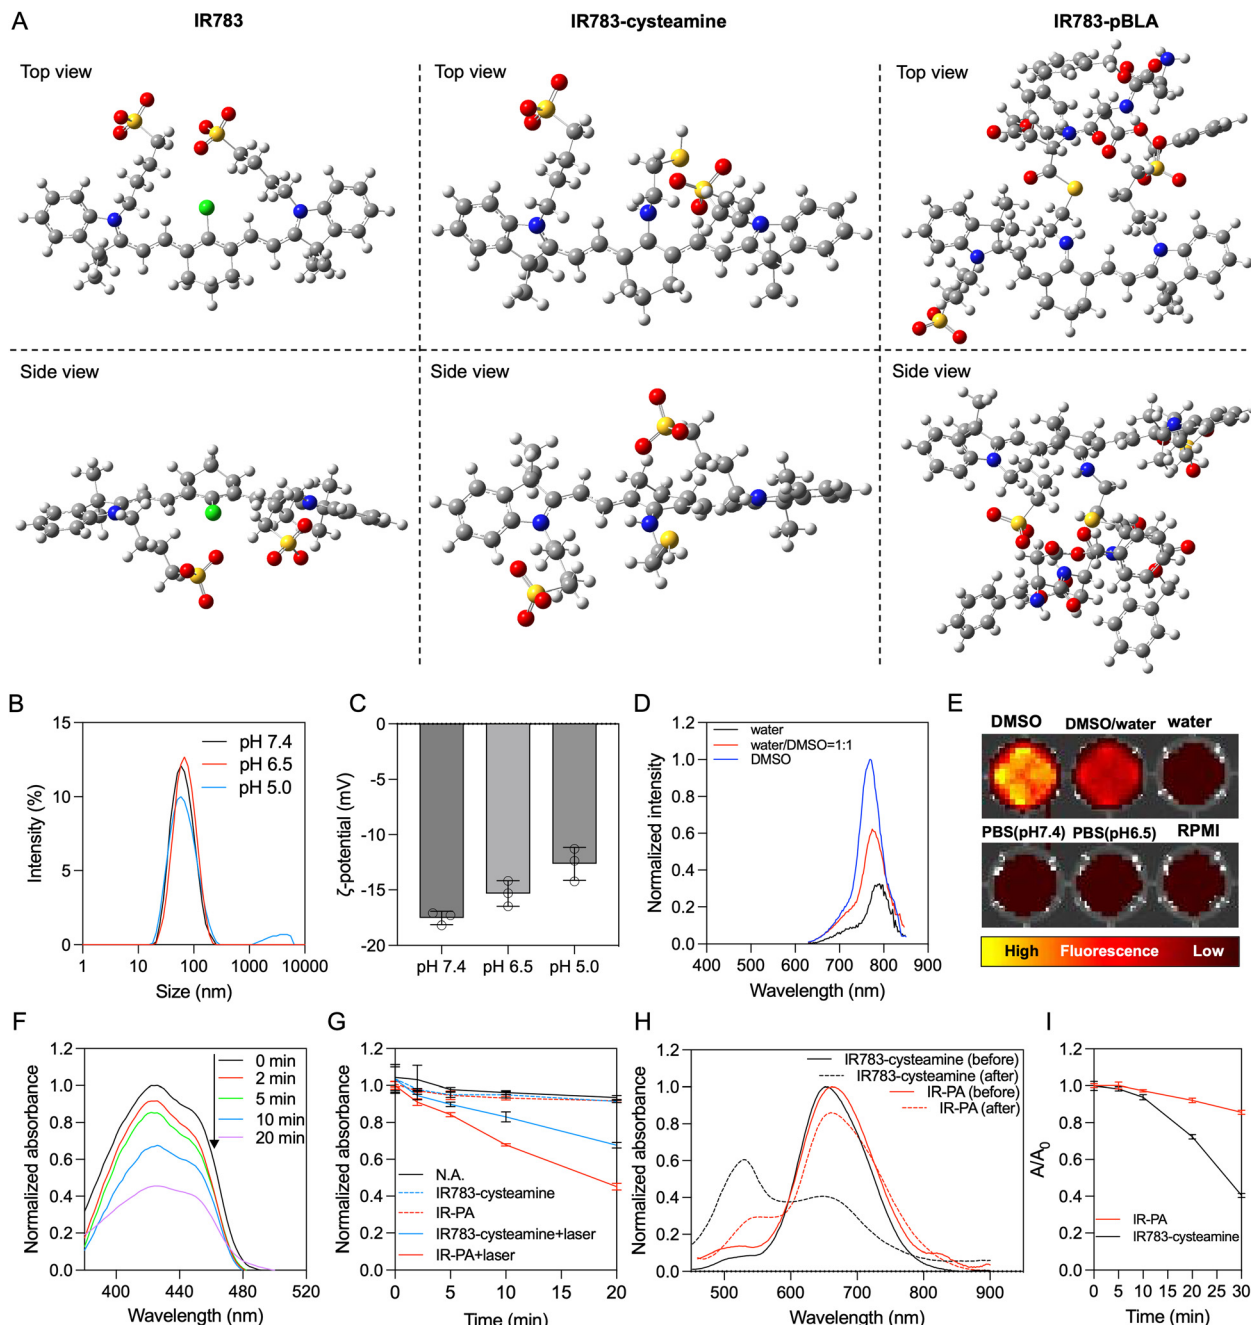 A
IR783
IR783-cysteamine
IR783-pBLA
Top view
Top view
Top view
Side view
Side view
Side view
B
15
10
5
0
Intensity (%)
pH 7.4
pH 6.5
pH 5.0
1
10
100
1000
10000
Size (nm)
C
0
-5
-10
-15
-20
ζ-potential (mV)
pH 7.4
pH 6.5
pH 5.0
D
1.2
1.0
0.8
0.6
0.4
0.2
0.0
Normalized intensity
water
water/DMSO=1:1
DMSO
400
500
600
700
800
900
Wavelength (nm)
E
DMSO
DMSO/water
water
PBS(pH7.4)
PBS(pH6.5)
RPMI
High
Fluorescence
Low
F
1.2
1.0
0.8
0.6
0.4
0.2
0.0
Normalized absorbance
0 min
2 min
5 min
10 min
20 min
400
440
480
520
Wavelength (nm)
G
1.2
1.0
0.8
0.6
0.4
0.2
0.0
Normalized absorbance
N.A.
IR783-cysteamine
IR-PA
IR783-cysteamine+laser
IR-PA+laser
0
5
10
15
20
Time (min)
H
1.2
1.0
0.8
0.6
0.4
0.2
0.0
Normalized absorbance
IR783-cysteamine (before)
IR783-cysteamine (after)
IR-PA (before)
IR-PA (after)
500
600
700
800
900
Wavelength (nm)
I
1.2
1.0
0.8
0.6
0.4
0.2
0.0
A/A0
IR-PA
IR783-cysteamine
0
5
10
15
20
25
30
Time (min)